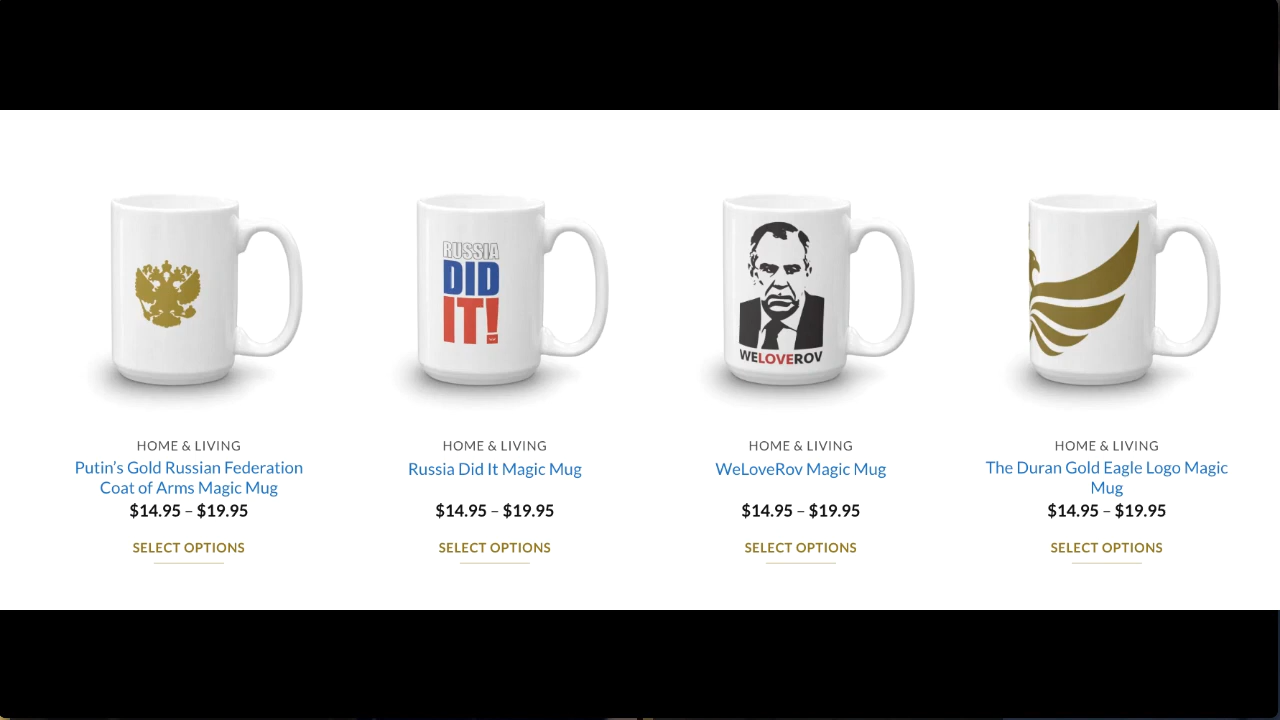 RUSSIA
DID
IT!
WELOVEROV
HOME & LIVING
Putin's Gold Russian Federation
Coat of Arms Magic Mug
$14.95 – $19.95
SELECT OPTIONS
HOME & LIVING
Russia Did It Magic Mug
$14.95 – $19.95
SELECT OPTIONS
HOME & LIVING
WeLoveRov Magic Mug
$14.95 – $19.95
SELECT OPTIONS
HOME & LIVING
The Duran Gold Eagle Logo Magic
Mug
$14.95 – $19.95
SELECT OPTIONS